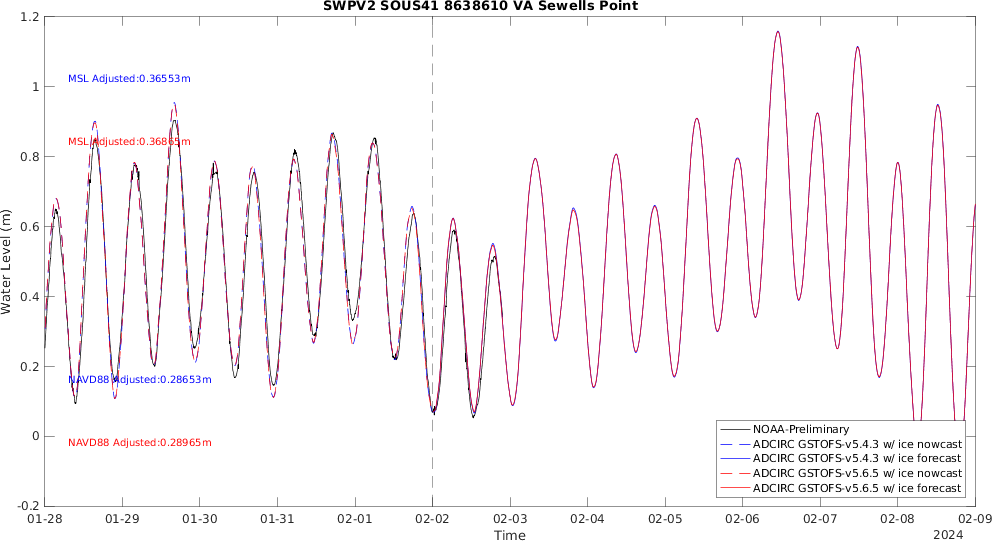 SWPV2 SOUS41 8638610 VA Sewells Point
1.2
1
0.8
0.6
0.4
0.2
0
-0.2
Water Level (m)
MSL Adjusted:0.36553m
MSL Adjusted:0.36865m
NAVD88 Adjusted:0.28653m
NAVD88 Adjusted:0.28965m
NOAA-Preliminary
ADCIRC GSTOFS-v5.4.3 w/ ice nowcast
ADCIRC GSTOFS-v5.4.3 w/ ice forecast
ADCIRC GSTOFS-v5.6.5 w/ ice nowcast
ADCIRC GSTOFS-v5.6.5 w/ ice forecast
01-28 01-29 01-30 01-31 02-01 02-02 02-03 02-04 02-05 02-06 02-07 02-08 02-09
Time
2024